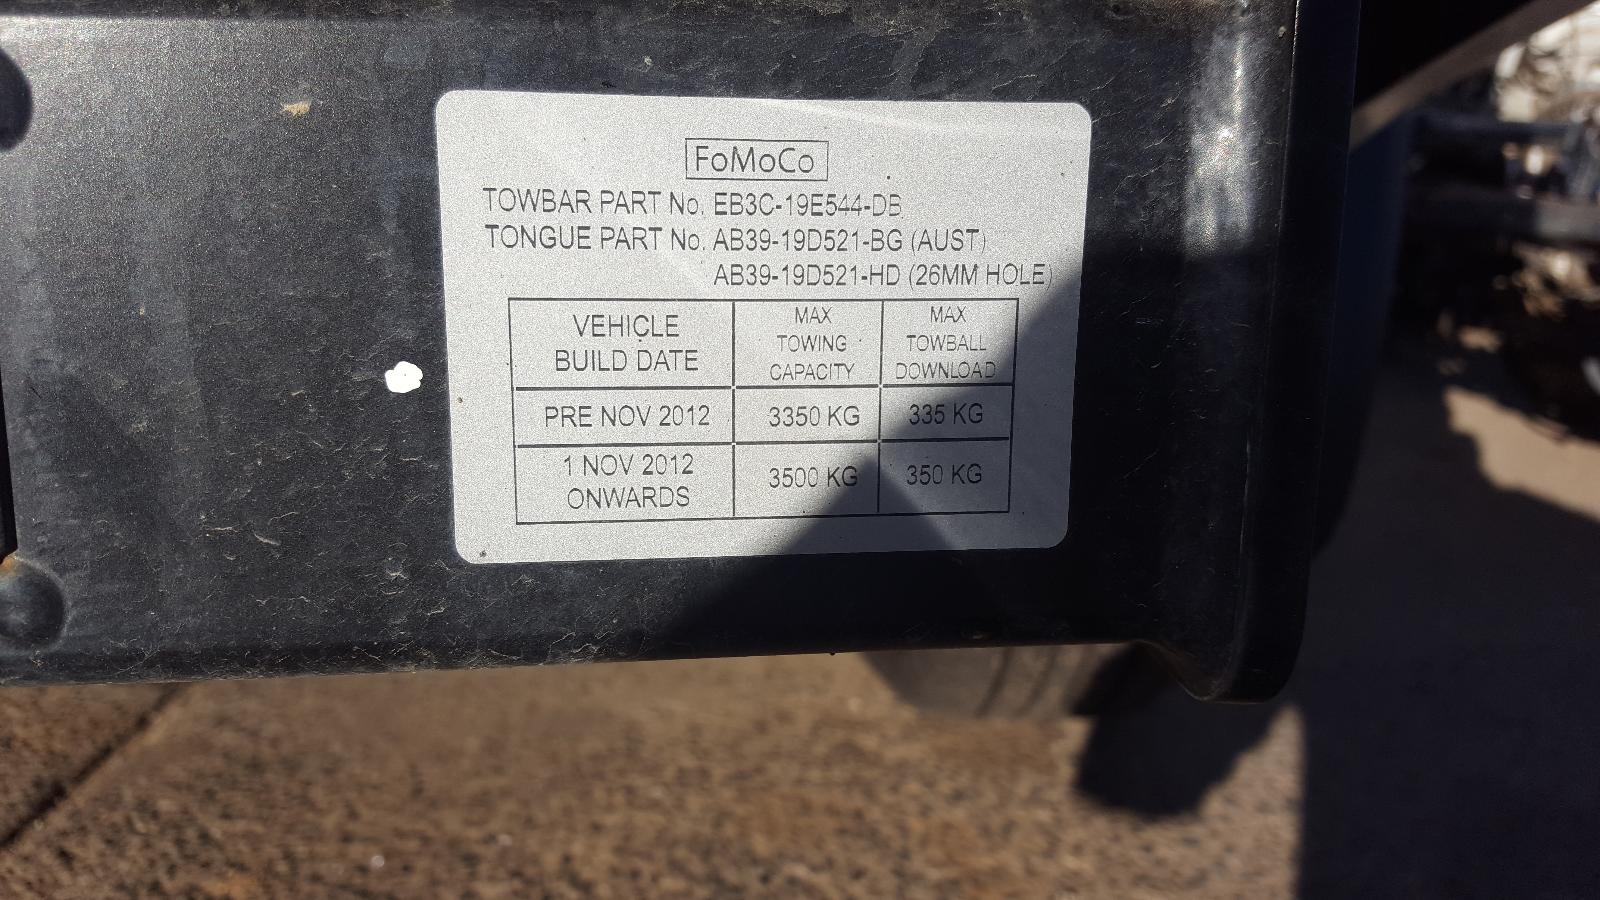 FoMoCo
TOWBAR PART No. EB3C-19E544-DB
TONGUE PART No. AB39-19D521-BG (AUST)
AB39-19D521-HD (26MM HOLE)
VEHICLE BUILD DATE MAX TOWING CAPACITY MAX TOWBALL DOWNLOAD
PRE NOV 2012 3350 KG 335 KG
1 NOV 2012 ONWARDS 3500 KG 350 KG